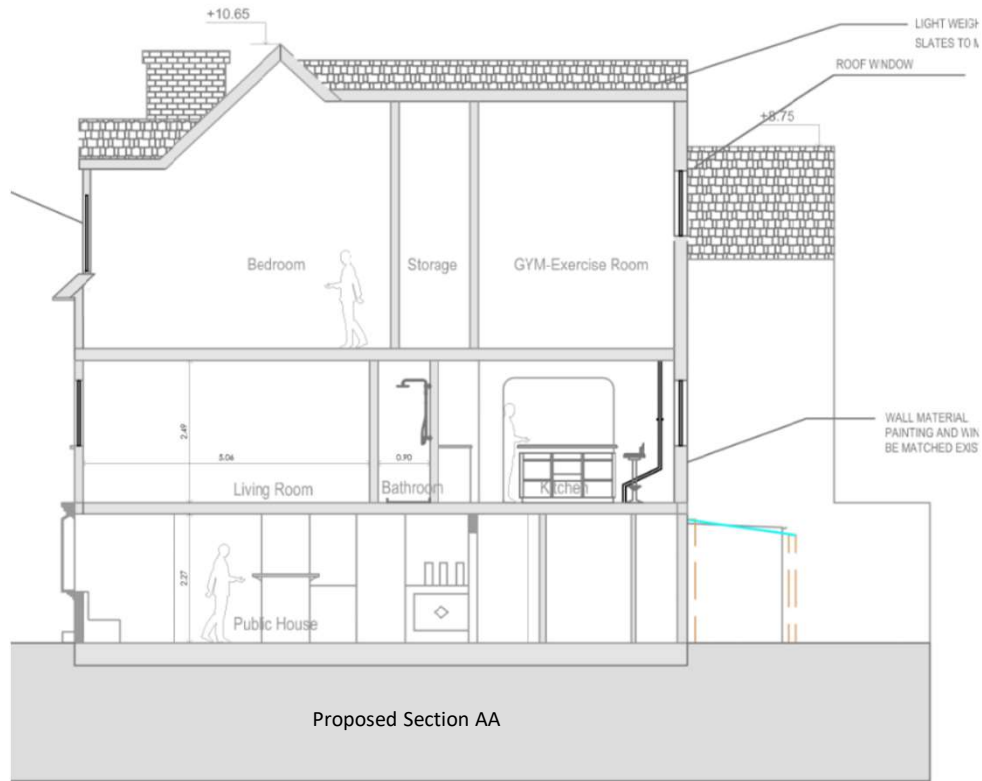 +10.65
LIGHT WEIGH
SLATES TO M
ROOF WINDOW
+8.75
Bedroom
Storage
GYM-Exercise Room
2.49
5.06
0.90
WALL MATERIAL
PAINTING AND WIN
BE MATCHED EXIS
Living Room
Bathroom
Kitchen
2.27
Public House
Proposed Section AA